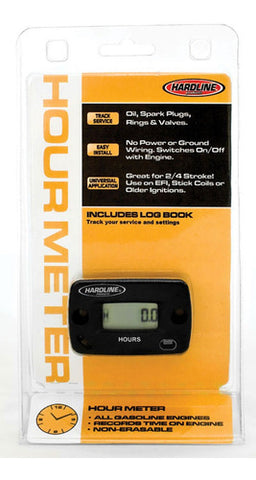 HARDLINE
PRODUCTS
HOUR METER
TRACK
SERVICE
Oil, Spark Plugs,
Rings & Valves.
EASY
INSTALL
No Power or Ground
Wiring. Switches On/Off
with Engine.
UNIVERSAL
APPLICATION
Great for 2/4 Stroke!
Use on EFI, Stick Coils or
Older Ignitions.
INCLUDES LOG BOOK
Track your service and settings
HARDLINE
PRODUCTS
H 0.0
HOURS
HOUR METER
• ALL GASOLINE ENGINES
• RECORDS TIME ON ENGINE
• NON-ERASABLE